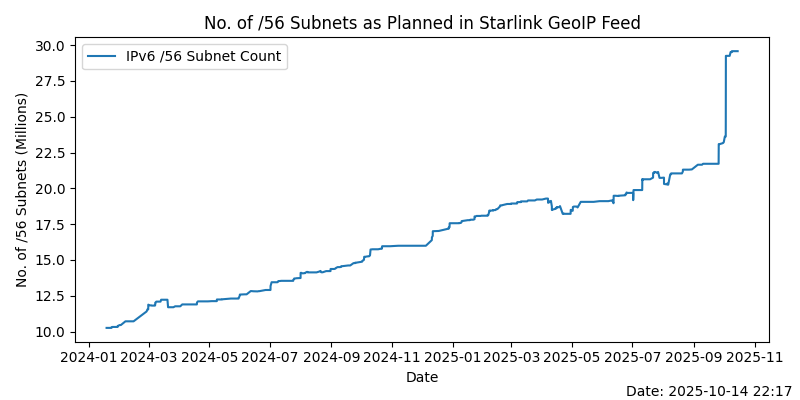 No. of /56 Subnets as Planned in Starlink GeoIP Feed
IPv6 /56 Subnet Count
No. of /56 Subnets (Millions)
30.0
27.5
25.0
22.5
20.0
17.5
15.0
12.5
10.0
2024-01 2024-03 2024-05 2024-07 2024-09 2024-11 2025-01 2025-03 2025-05 2025-07 2025-09 2025-11
Date
Date: 2025-10-14 22:17